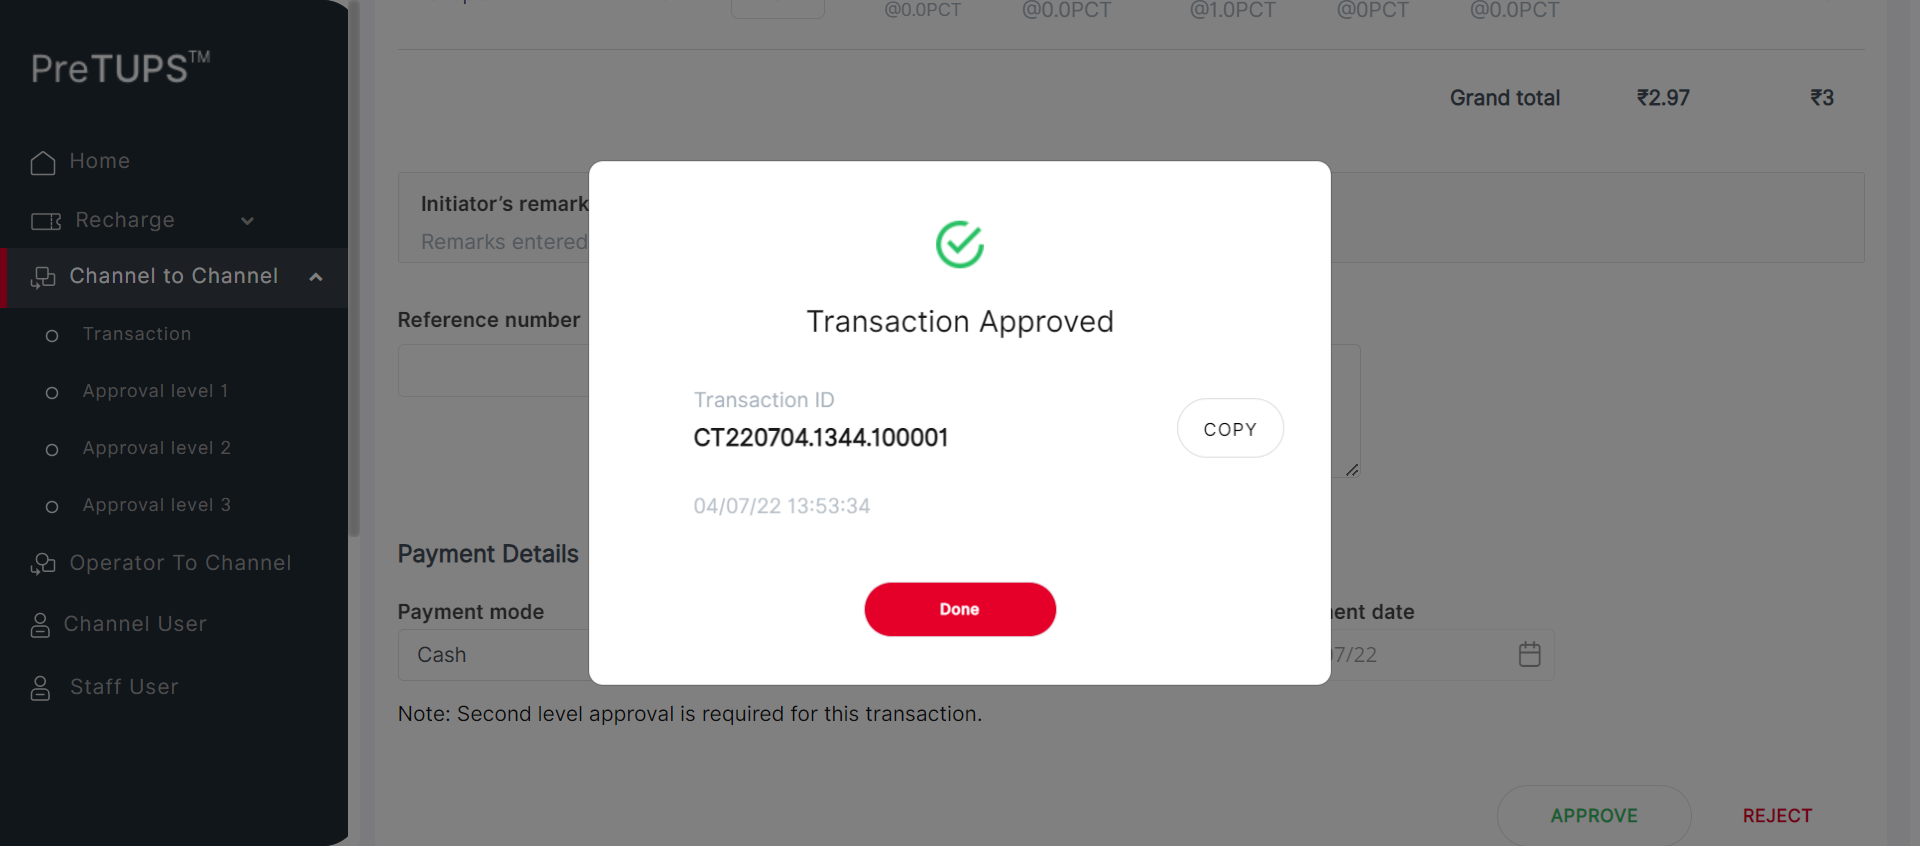 @0.0PCT @0.0PCT @1.0PCT @0PCT @0.0PCT
PreTUPS™
Grand total ₹2.97 ₹3
Home
Recharge
Channel to Channel
Transaction
Approval level 1
Approval level 2
Approval level 3
Operator To Channel
Channel User
Staff User
Initiator’s remark
Remarks entered
Reference number
Transaction Approved
Transaction ID
CT220704.1344.100001
COPY
04/07/22 13:53:34
Done
Payment Details
Payment mode
Cash
ent date
7/22
Note: Second level approval is required for this transaction.
APPROVE REJECT